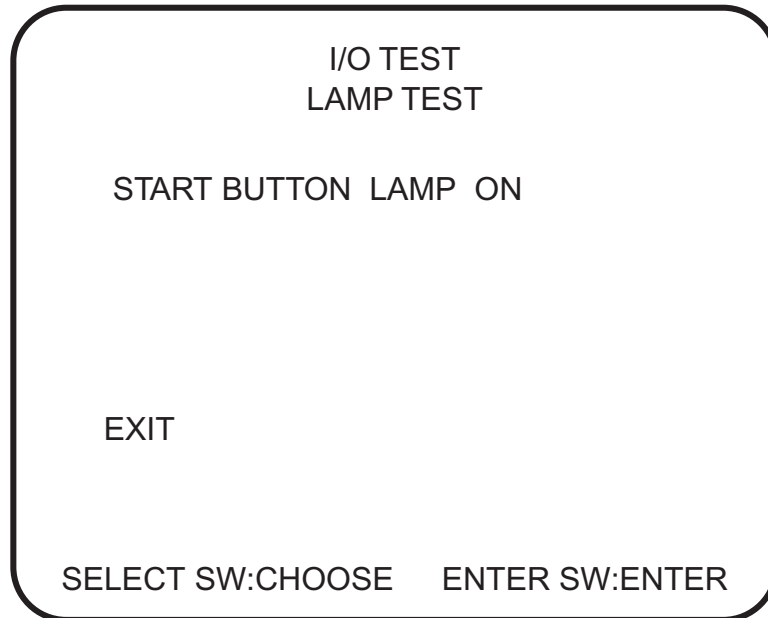 I/O TEST
LAMP TEST
START BUTTON LAMP ON
EXIT
SELECT SW:CHOOSE ENTER SW:ENTER